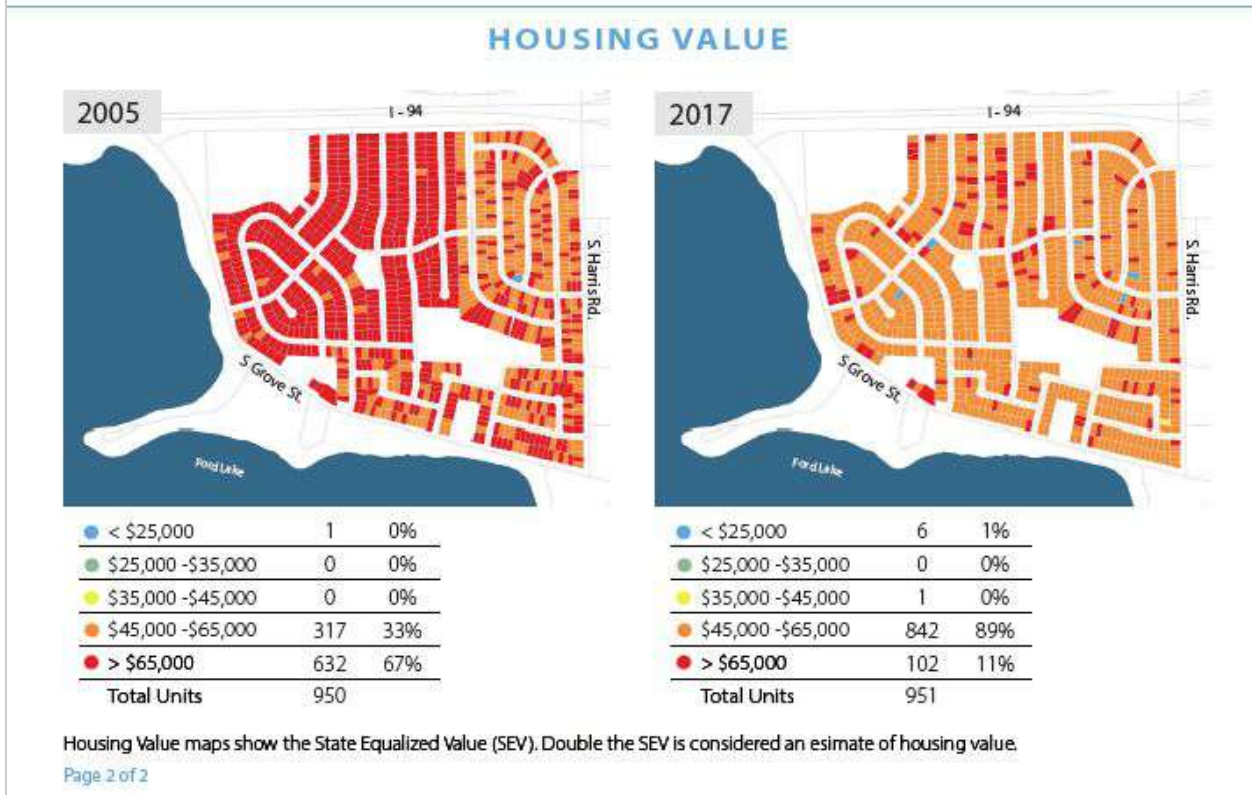 HOUSING VALUE
2005
I - 94
S. Harris Rd.
S Grove St.
Ford Lake
< $25,000 1 0%
$25,000 -$35,000 0 0%
$35,000 -$45,000 0 0%
$45,000 -$65,000 317 33%
> $65,000 632 67%
Total Units 950
2017
I - 94
S. Harris Rd.
S Grove St.
Ford Lake
< $25,000 6 1%
$25,000 -$35,000 0 0%
$35,000 -$45,000 1 0%
$45,000 -$65,000 842 89%
> $65,000 102 11%
Total Units 951
Housing Value maps show the State Equalized Value (SEV). Double the SEV is considered an esimate of housing value.
Page 2 of 2